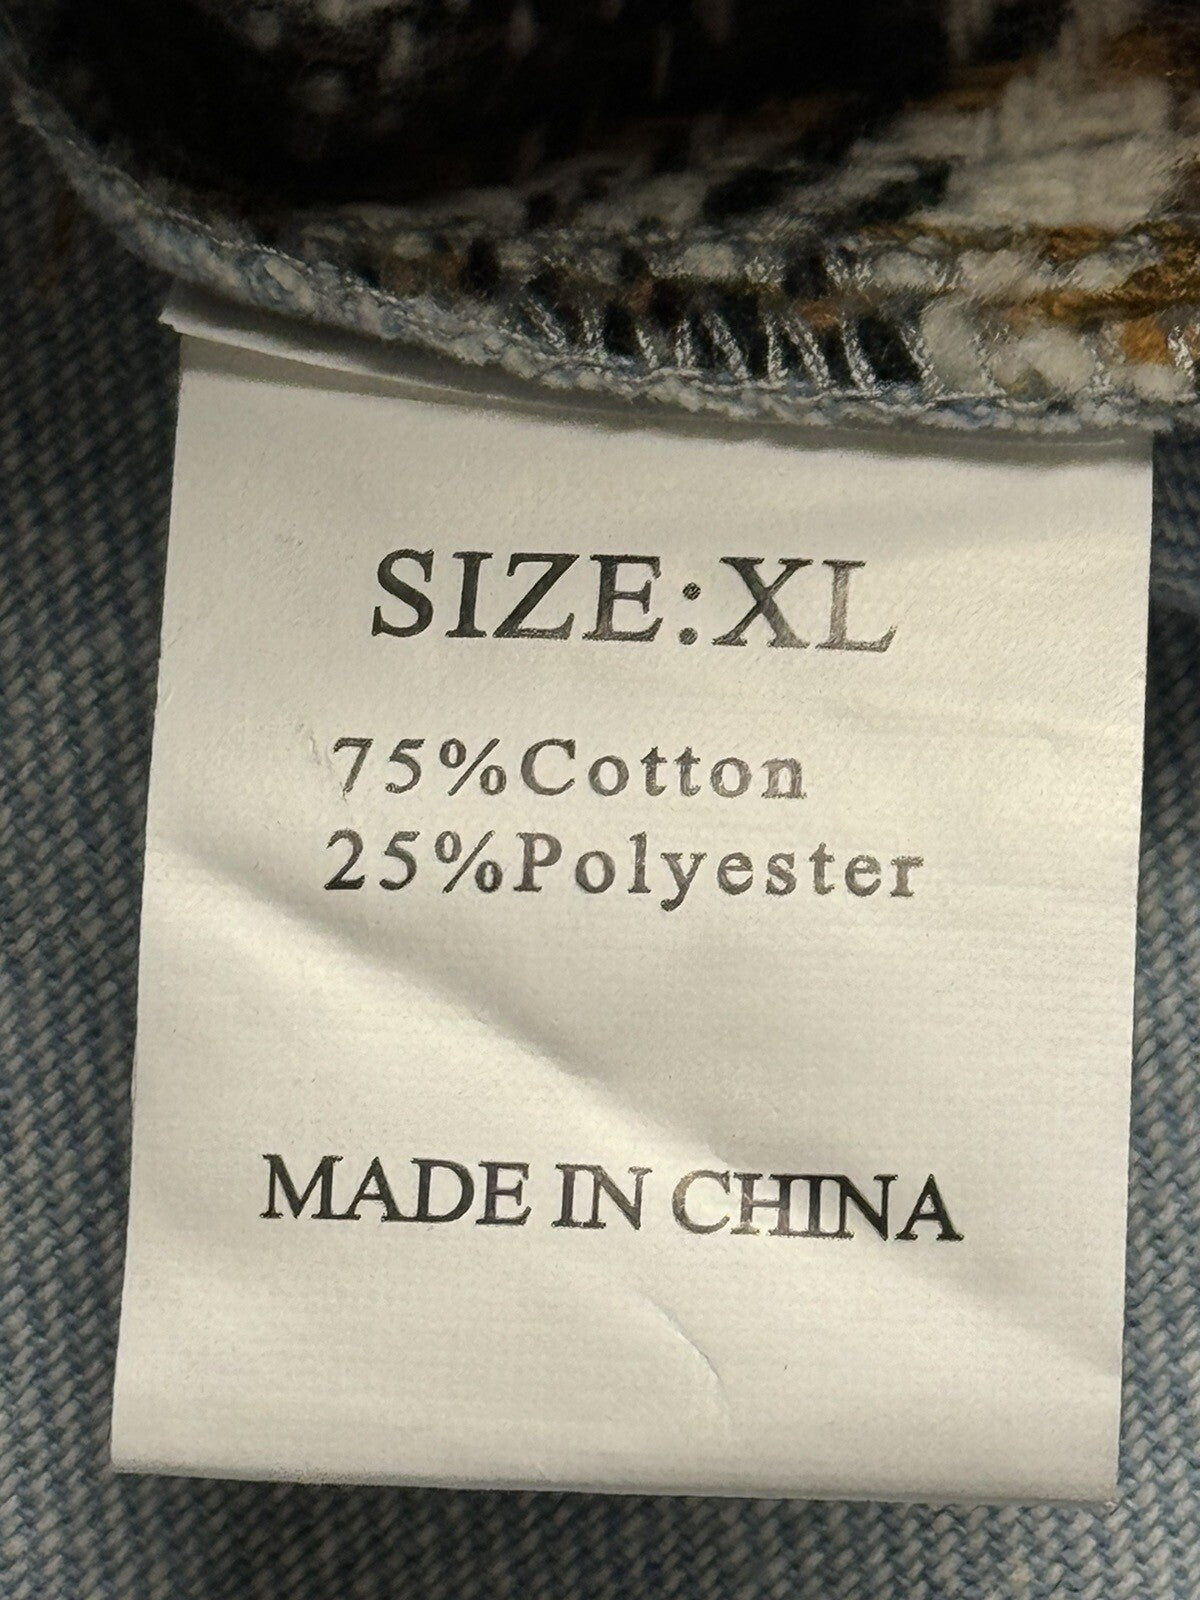 SIZE:XL
75%Cotton
25%Polyester
MADE IN CHINA